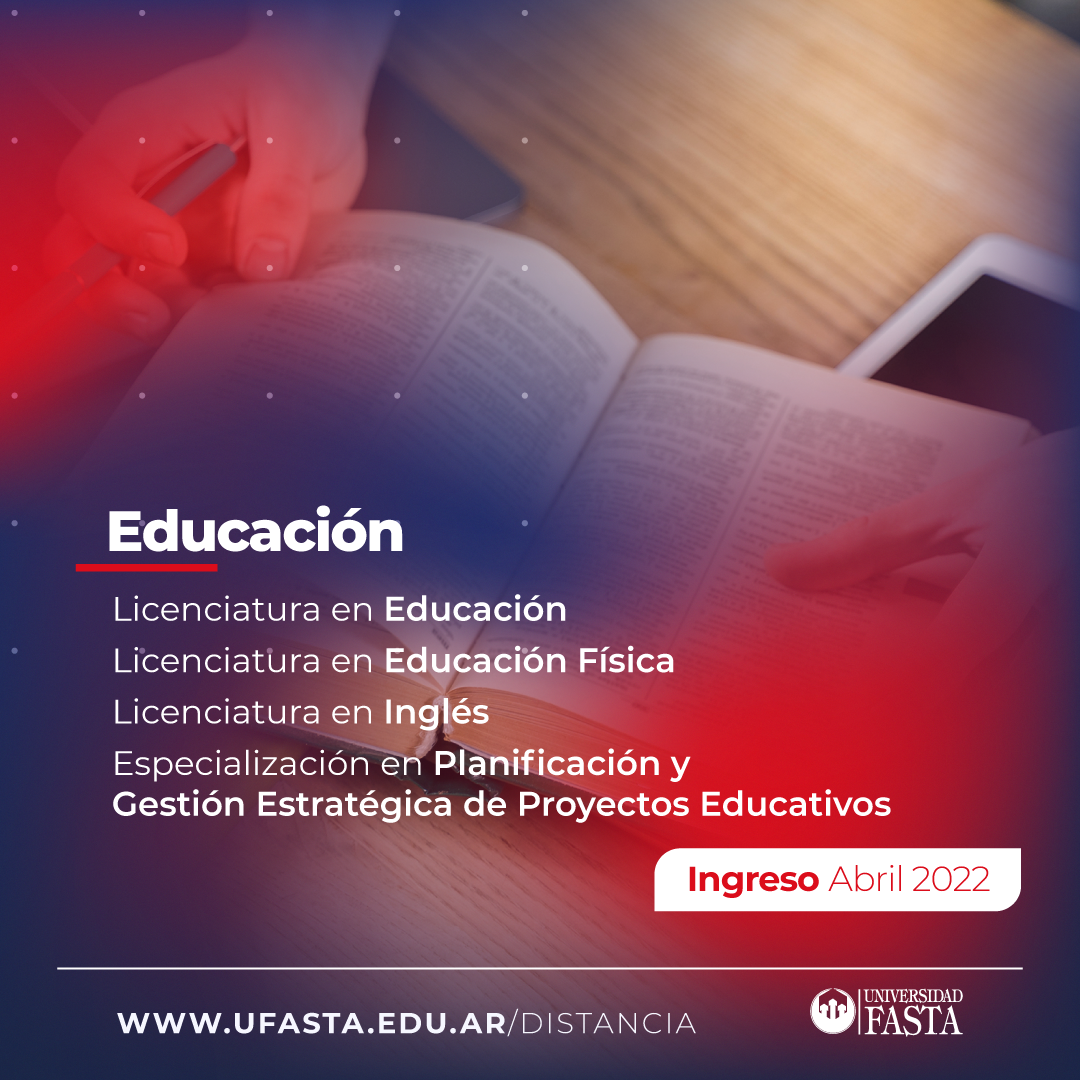 Educación
Licenciatura en Educación
Licenciatura en Educación Física
Licenciatura en Inglés
Especialización en Planificación y
Gestión Estratégica de Proyectos Educativos
Ingreso Abril 2022
WWW.UFASTA.EDU.AR/DISTANCIA
UNIVERSIDAD
FASTA